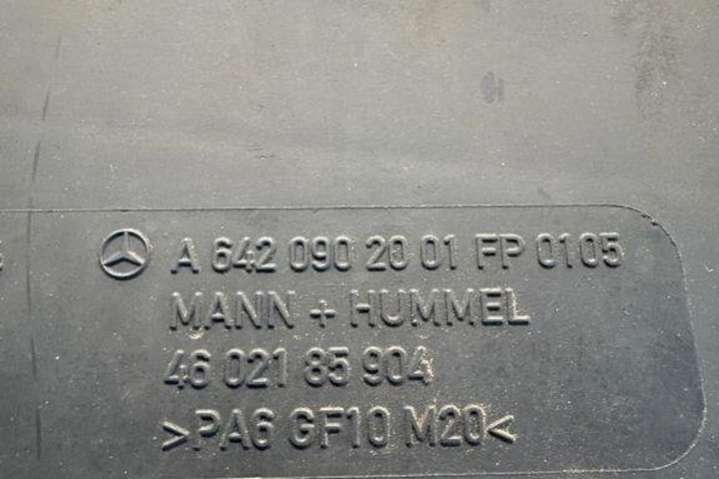 A 642 090 20 01 FP 0105
MANN + HUMMEL
46 021 85 904
>PA6 GF10 M20<